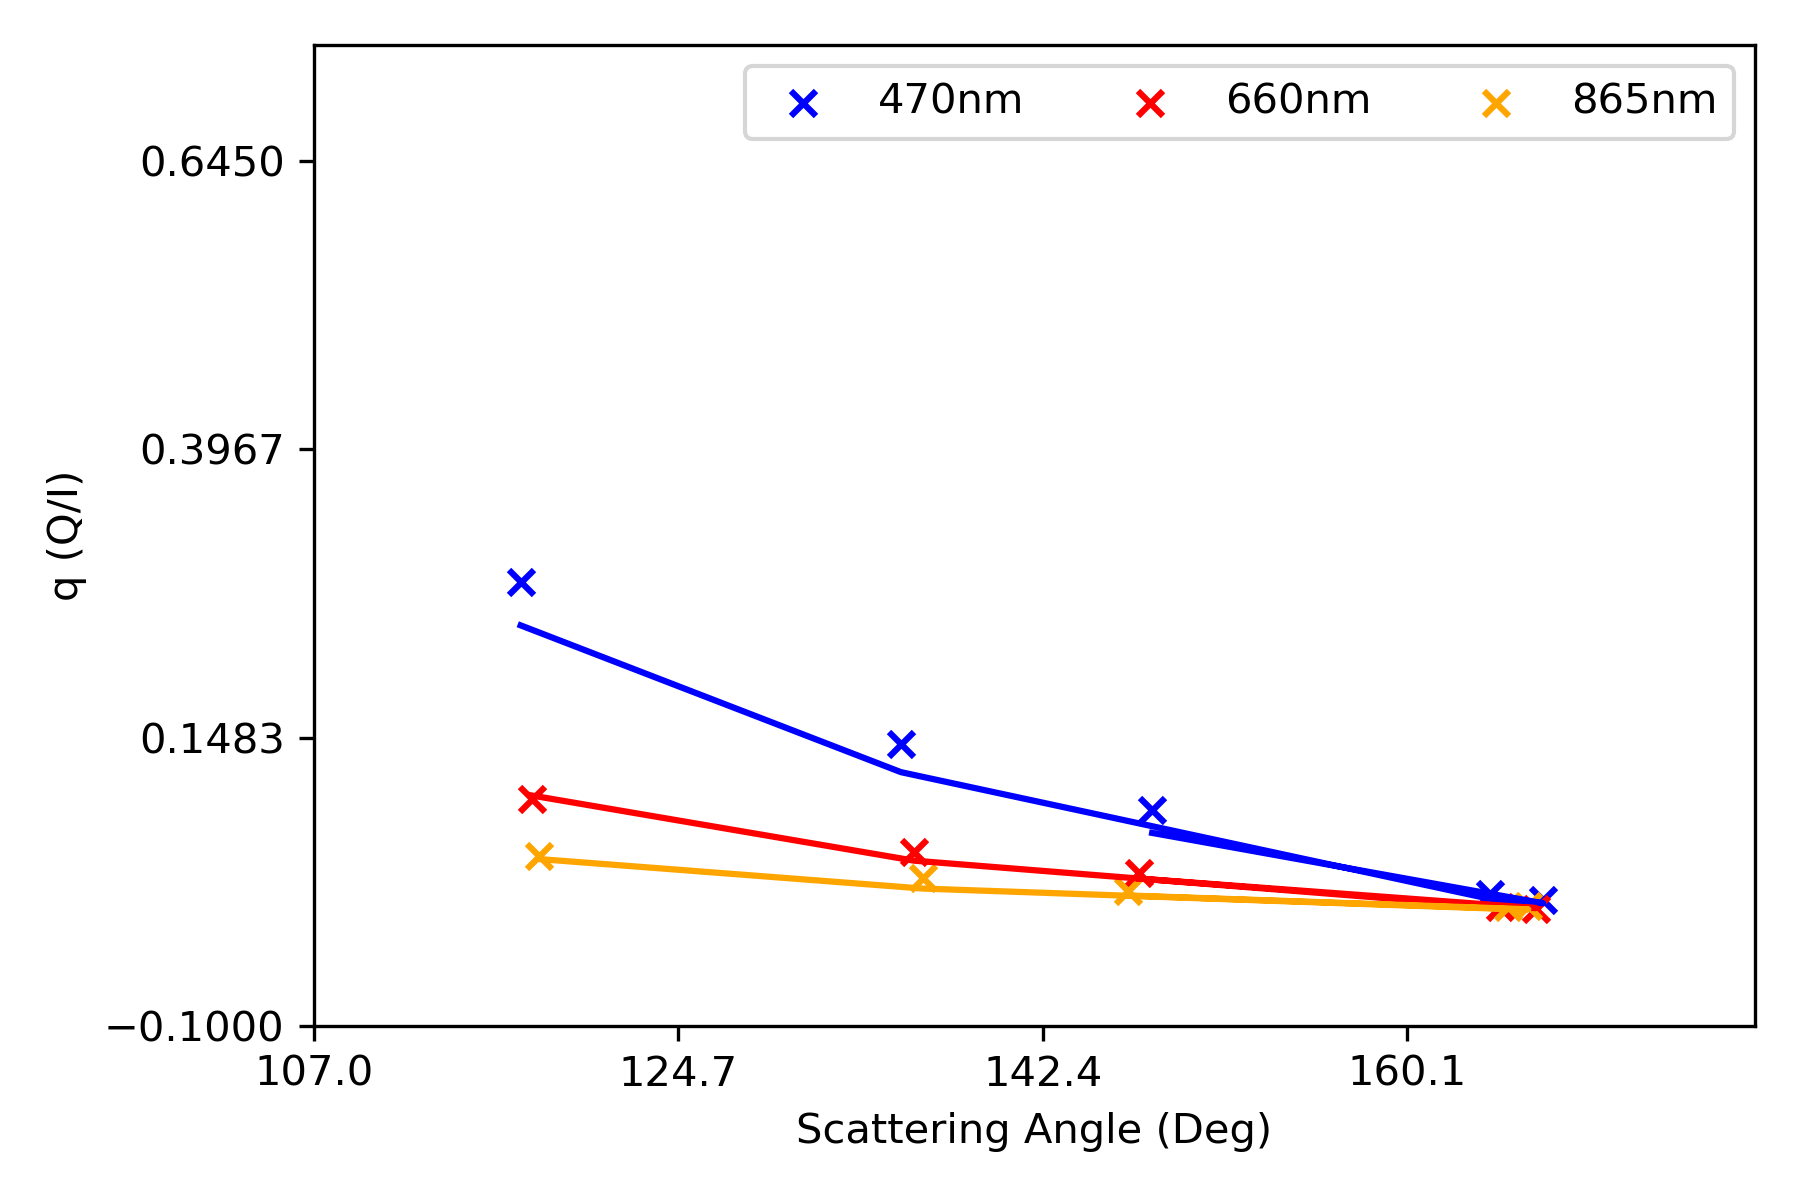 470nm 660nm 865nm
0.6450
0.3967
0.1483
−0.1000
q (Q/I)
107.0 124.7 142.4 160.1
Scattering Angle (Deg)